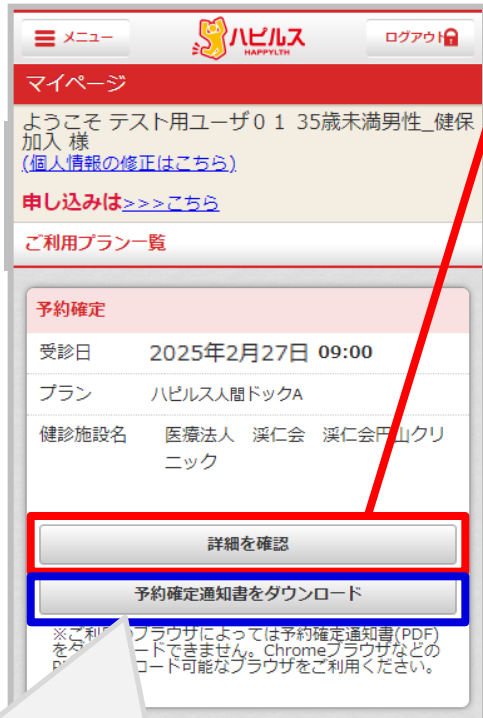 メニュー
ハピルス
HAPPYLTH
ログアウト
マイページ
ようこそ テスト用ユーザ０１ 35歳未満男性_健保
加入 様
(個人情報の修正はこちら)
申し込みは>>>こちら
ご利用プラン一覧
予約確定
受診日 2025年2月27日 09:00
プラン ハピルス人間ドックA
健診施設名 医療法人 渓仁会 渓仁会円山クリ
ニック
詳細を確認
予約確定通知書をダウンロード
※ご利用のブラウザによっては予約確定通知書(PDF)
をダウンロードできません。Chromeブラウザなどの
ロード可能なブラウザをご利用ください。